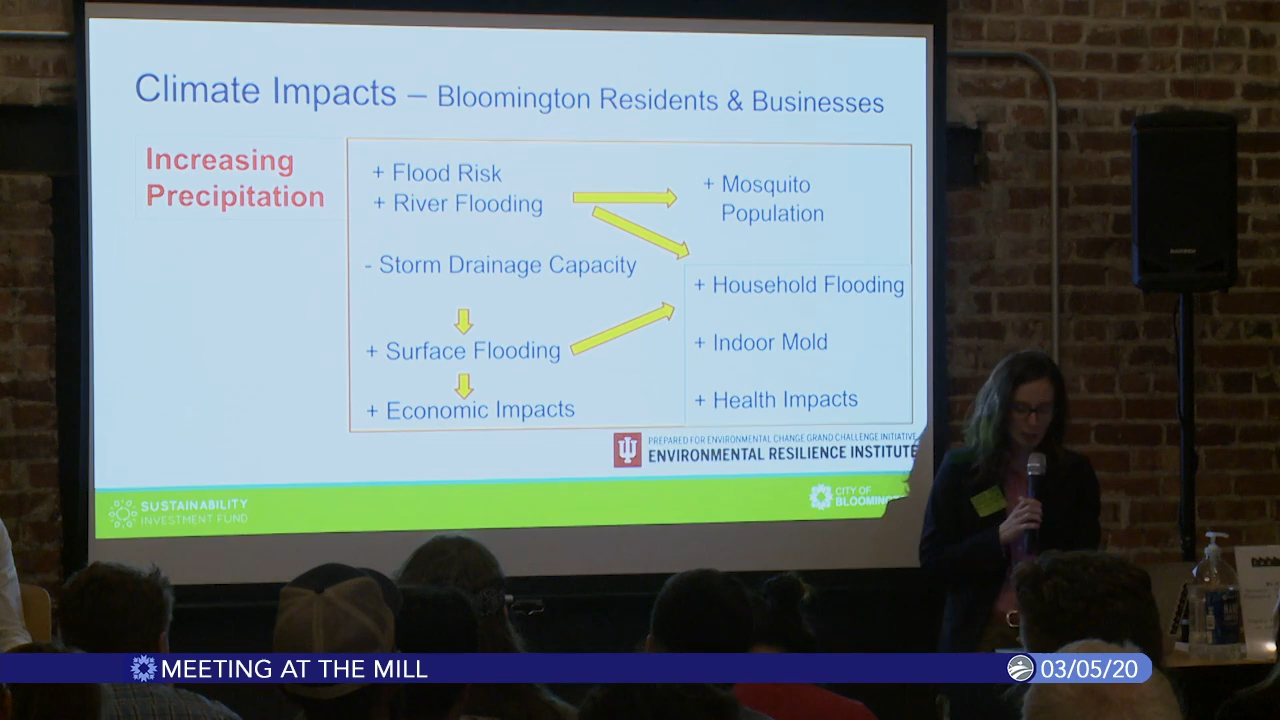 Climate Impacts – Bloomington Residents & Businesses
Increasing
Precipitation
+ Flood Risk
+ River Flooding
- Storm Drainage Capacity
+ Surface Flooding
+ Economic Impacts
+ Mosquito
Population
+ Household Flooding
+ Indoor Mold
+ Health Impacts
PREPARED FOR ENVIRONMENTAL CHANGE GRAND CHALLENGE INITIATIVE
ENVIRONMENTAL RESILIENCE INSTITUTE
SUSTAINABILITY
INVESTMENT FUND
CITY OF
MEETING AT THE MILL
03/05/20